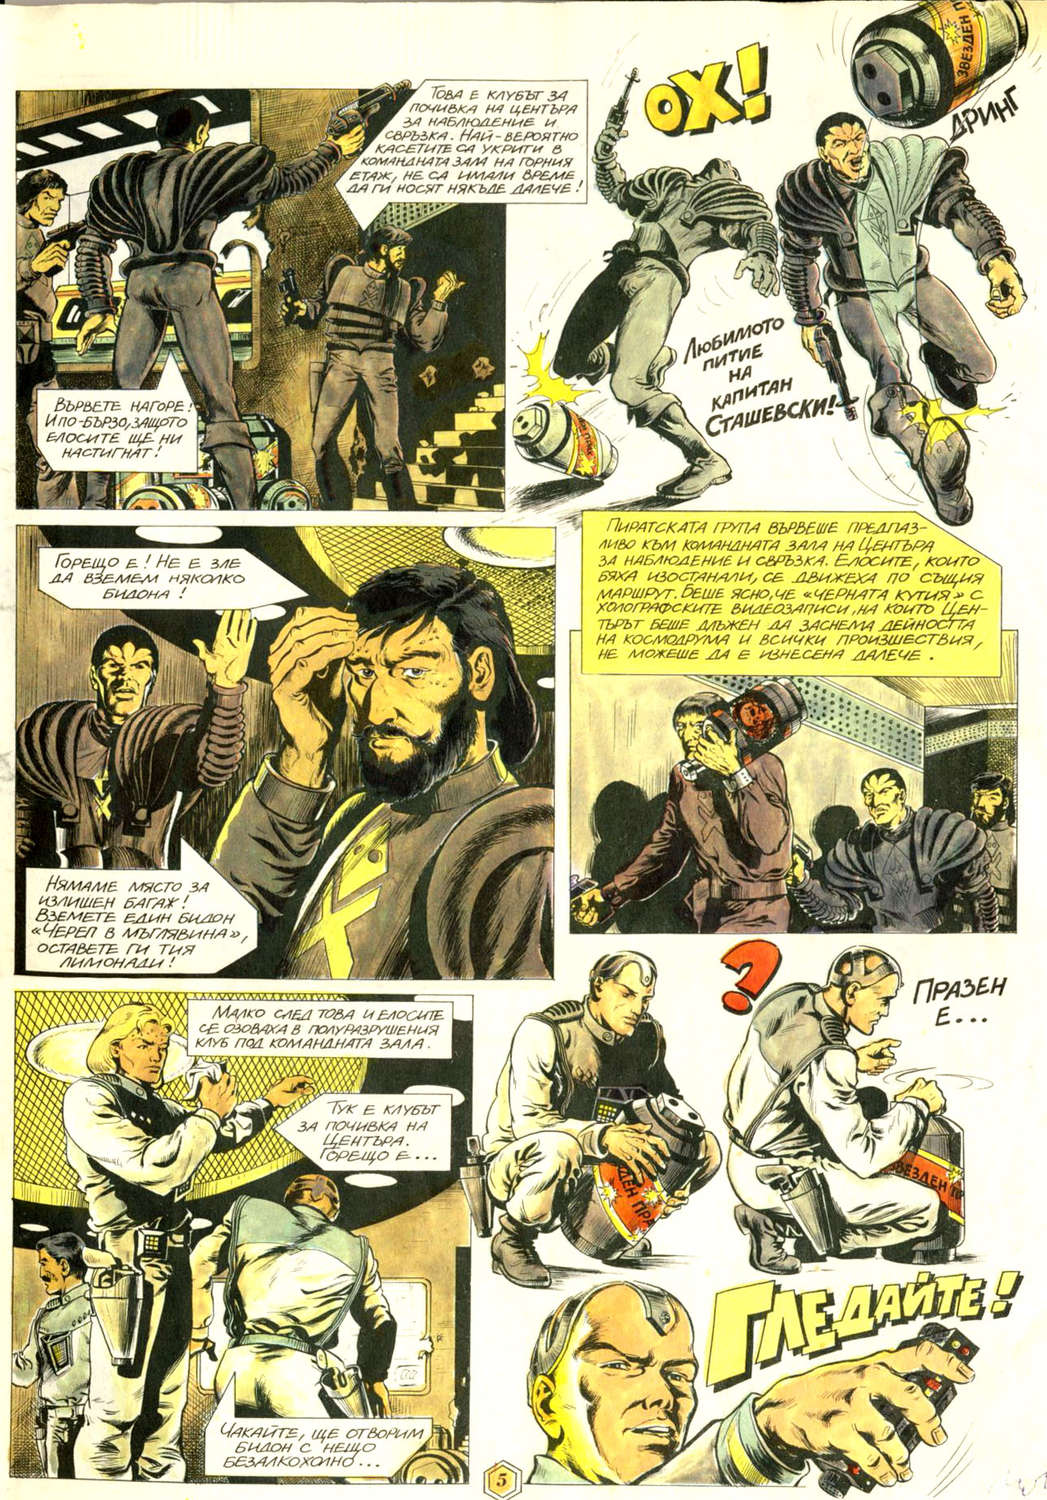 Това е клубът за
почивка на центъра
за наблюдение и
свръзка. Най-вероятно
касетите са укрити в
командната зала на горния
етаж, не са имали време
да ги носят някъде далече!
Вървете нагоре!
И по-бързо, защото
елосите ще ни
настигнат!
ОХ!
ЗВЕЗДЕН П
ДРИНГ
Любимото
питие
на
капитан
Сташевски!
Горещо е! Не е зле
да вземем няколко
бидона!
Нямаме място за
излишен багаж!
Вземете един бидон
«Череп в мъглявина»,
оставете ги тия
лимонади!
Пиратската група вървеше предпаз-
ливо към командната зала на Центъра
за наблюдение и свръзка. Елосите, които
бяха изостанали, се движеха по същия
маршрут. Беше ясно, че «черната кутия» с
холографските видеозаписи, на които Цен-
търът беше длъжен да заснема дейността
на космодрума и всички произшествия,
не можеше да е изнесена далече.
Малко след това и елосите
се озоваха в полуразрушения
клуб под командната зала.
Тук е клубът
за почивка на
Центъра.
Горещо е...
Чакайте, ще отворим
бидон с нещо
безалкохолно...
?
Празен
е...
ЗДЕН ПРА
ЗВЕЗДЕН ПР
ГЛЕДАЙТЕ!
5